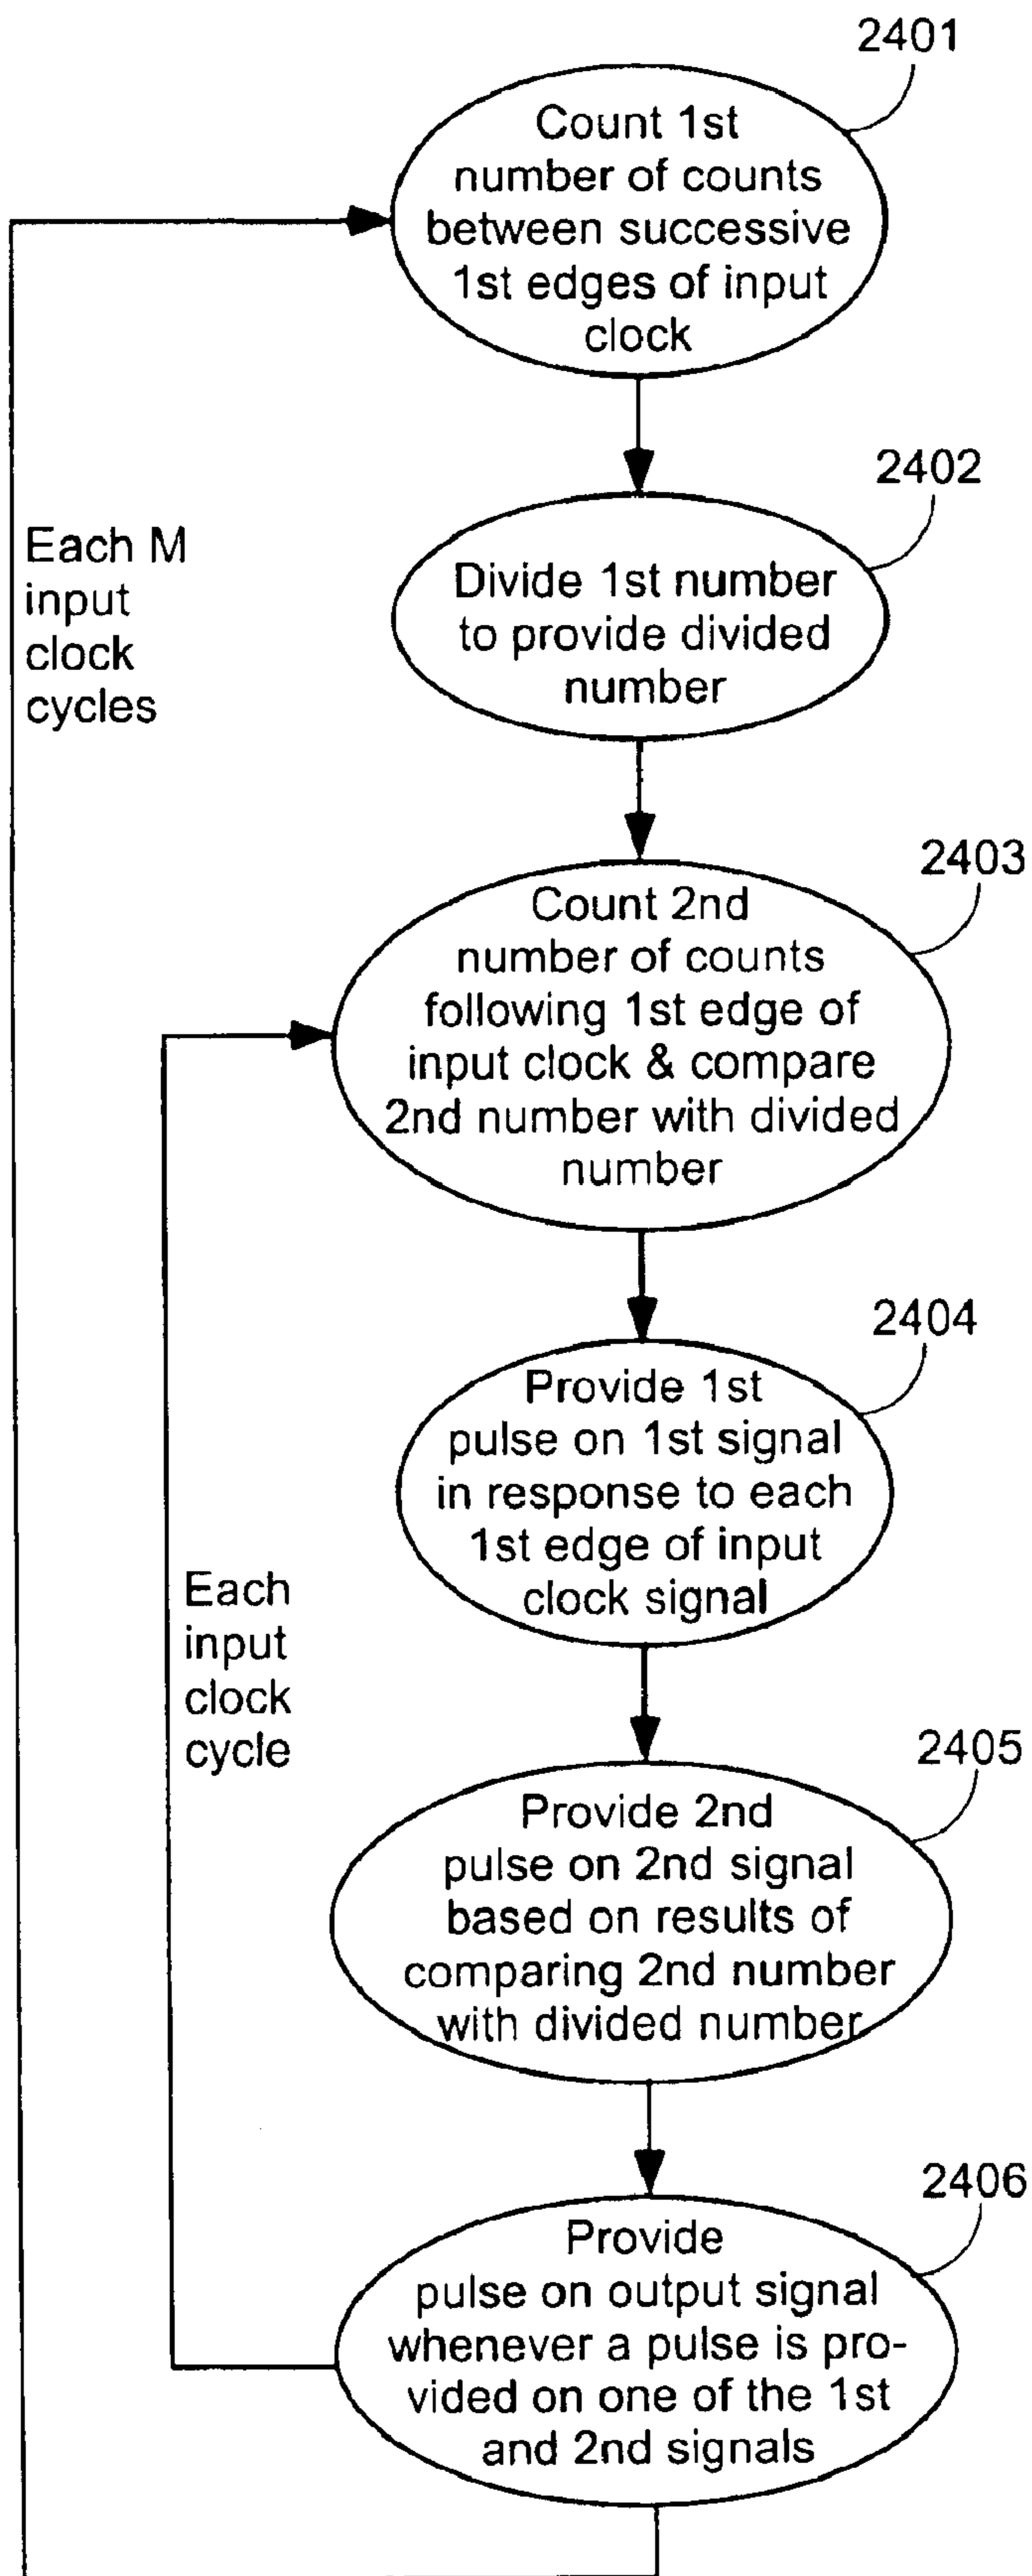 2401
Count 1st
number of counts
between successive
1st edges of input
clock
2402
Divide 1st number
to provide divided
number
Each M
input
clock
cycles
2403
Count 2nd
number of counts
following 1st edge of
input clock & compare
2nd number with divided
number
2404
Provide 1st
pulse on 1st signal
in response to each
1st edge of input
clock signal
Each
input
clock
cycle
2405
Provide 2nd
pulse on 2nd signal
based on results of
comparing 2nd number
with divided number
2406
Provide
pulse on output signal
whenever a pulse is pro-
vided on one of the 1st
and 2nd signals